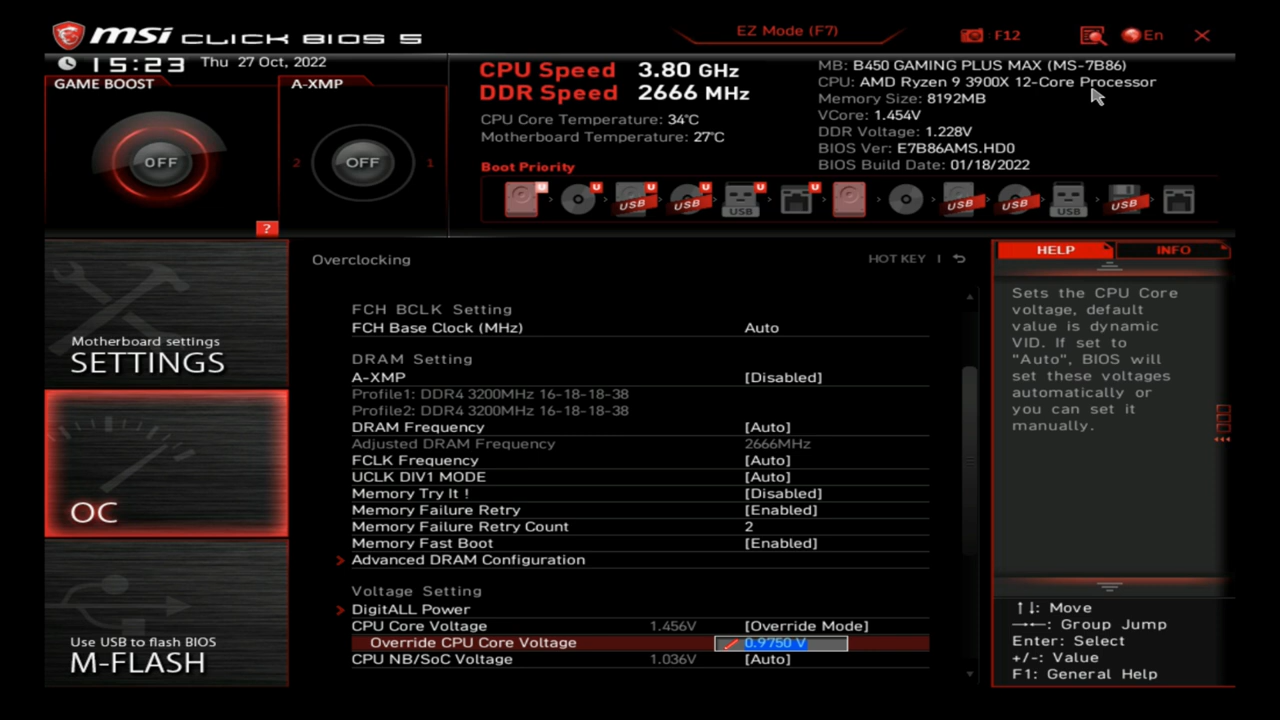 msi CLICK BIOS 5
EZ Mode (F7)
F12
En
15:23 Thu 27 Oct, 2022
GAME BOOST
OFF
A-XMP
2 OFF 1
CPU Speed 3.80 GHz
DDR Speed 2666 MHz
CPU Core Temperature: 34°C
Motherboard Temperature: 27°C
MB: B450 GAMING PLUS MAX (MS-7B86)
CPU: AMD Ryzen 9 3900X 12-Core Processor
Memory Size: 8192MB
VCore: 1.454V
DDR Voltage: 1.228V
BIOS Ver: E7B86AMS.HD0
BIOS Build Date: 01/18/2022
Boot Priority
U U U U U U
USB USB USB USB USB USB USB
?
Motherboard settings
SETTINGS
OC
Use USB to flash BIOS
M-FLASH
Overclocking
HOT KEY |
FCH BCLK Setting
FCH Base Clock (MHz) Auto
DRAM Setting
A-XMP [Disabled]
Profile1: DDR4 3200MHz 16-18-18-38
Profile2: DDR4 3200MHz 16-18-18-38
DRAM Frequency [Auto]
Adjusted DRAM Frequency 2666MHz
FCLK Frequency [Auto]
UCLK DIV1 MODE [Auto]
Memory Try It ! [Disabled]
Memory Failure Retry [Enabled]
Memory Failure Retry Count 2
Memory Fast Boot [Enabled]
> Advanced DRAM Configuration
Voltage Setting
> DigitALL Power
CPU Core Voltage 1.456V [Override Mode]
Override CPU Core Voltage 0.9750 V
CPU NB/SoC Voltage 1.036V [Auto]
HELP
INFO
Sets the CPU Core
voltage, default
value is dynamic
VID. If set to
"Auto", BIOS will
set these voltages
automatically or
you can set it
manually.
↑↓: Move
→←: Group Jump
Enter: Select
+/-: Value
F1: General Help